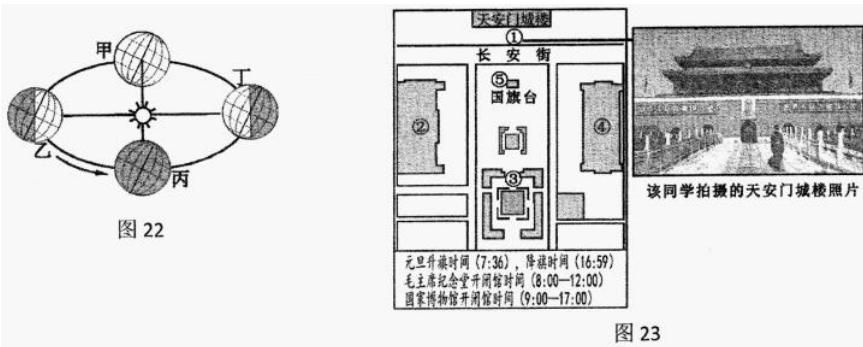 甲
丁
乙
丙
图 22
天安门城楼
①
长 安 街
⑤
国旗台
②
④
③
元旦升旗时间(7:36),降旗时间(16:59)
毛主席纪念堂开闭馆时间(8:00—12:00)
国家博物馆开闭馆时间(9:00—17:00)
该同学拍摄的天安门城楼照片
图 23